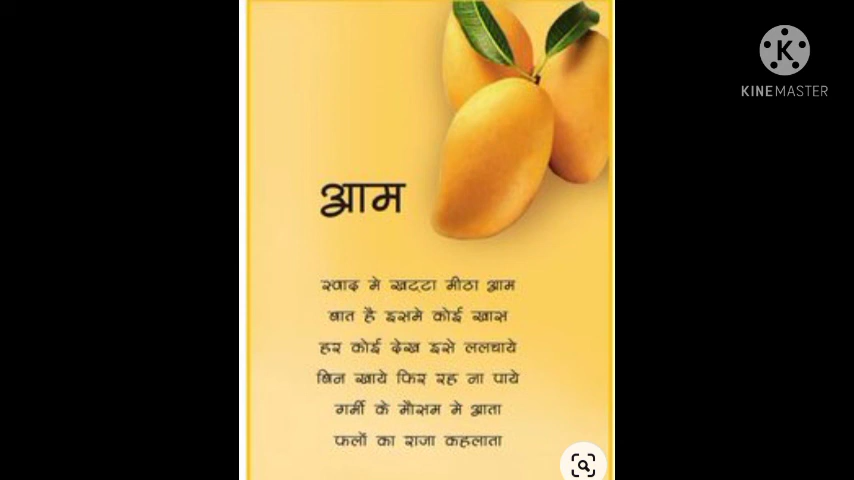 KINEMASTER
आम
स्वाद मे खट्टा मीठा आम
बात है इसमे कोई खास
हर कोई देख इसे ललचाये
बिन खाये फिर रह ना पाये
गर्मी के मौसम मे आता
फलों का राजा कहलाता